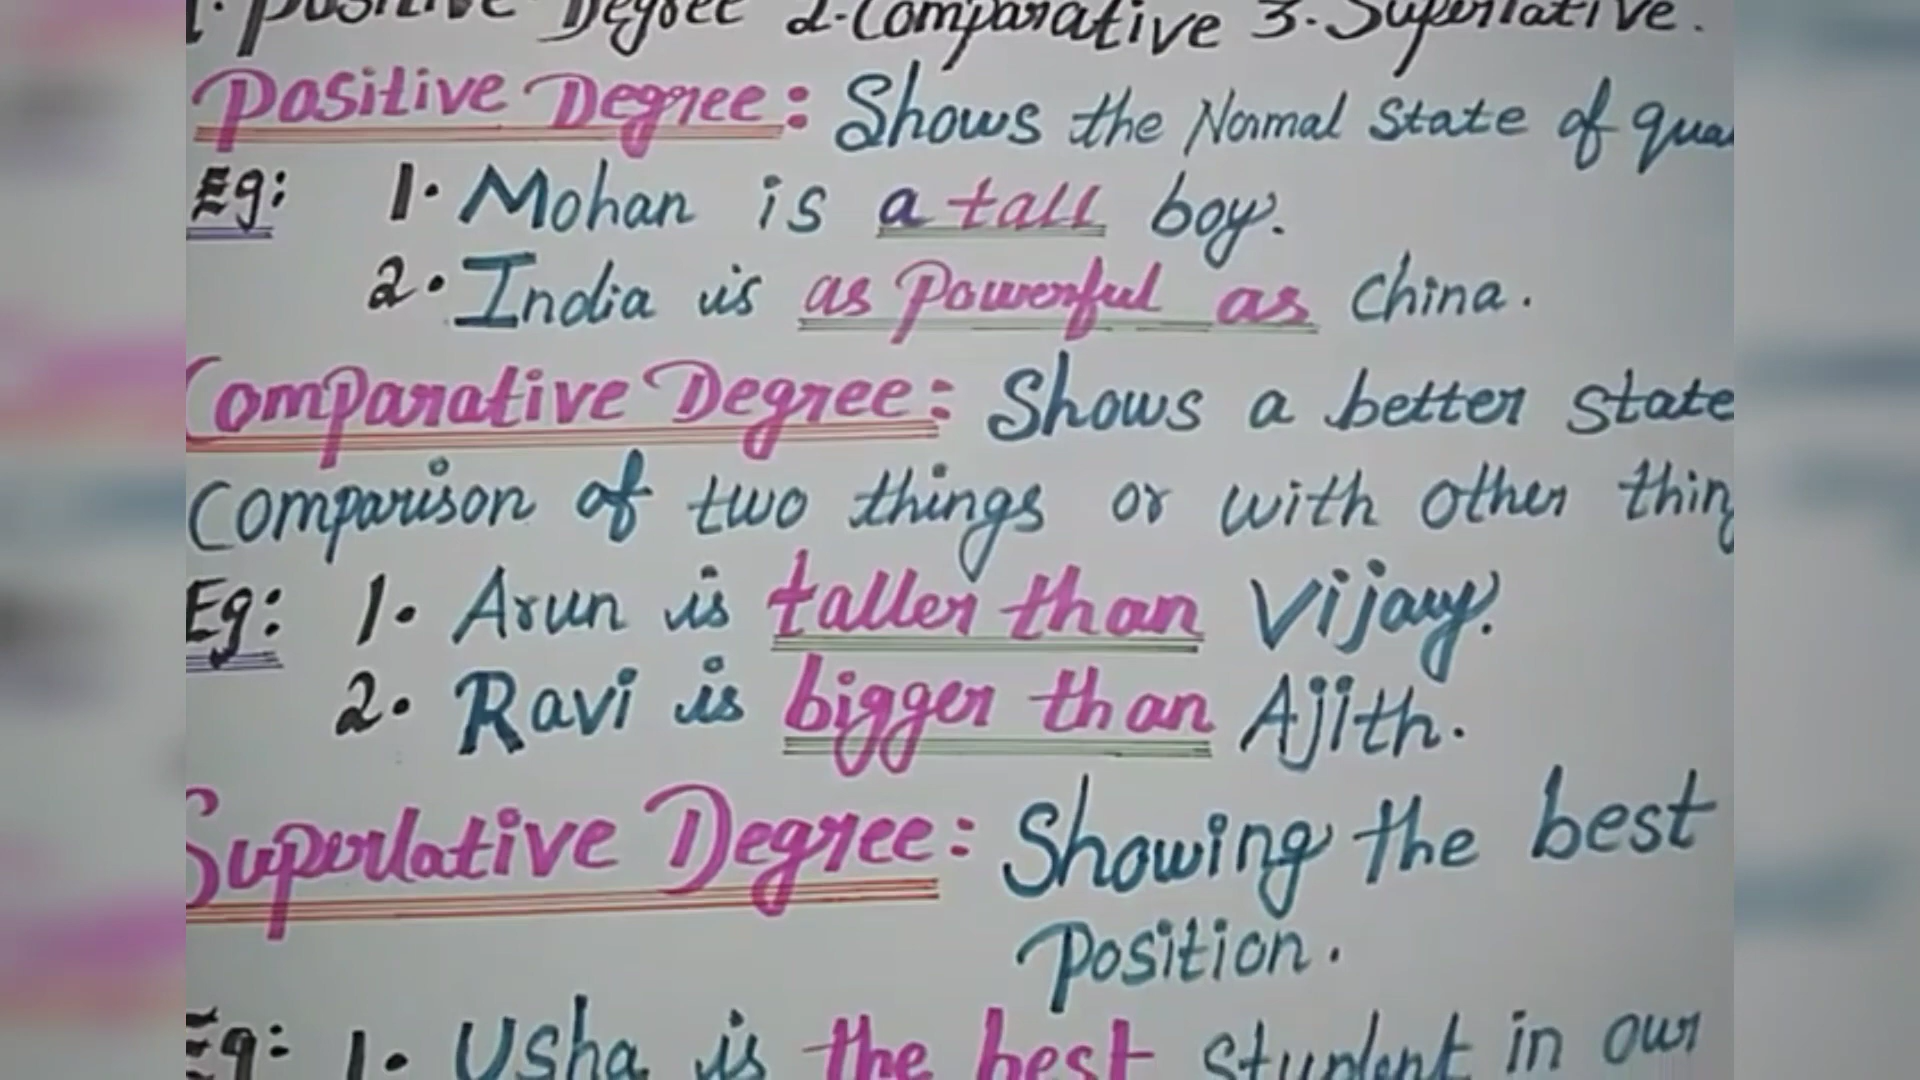 1. Positive Degree 2-Comparative 3-Superlative.
Positive Degree: Shows the Normal State of
Eg: 1. Mohan is a tall boy.
2. India is as Powerful as China.
Comparative Degree: Shows a better state
Comparison of two things or with other
Eg: 1. Arun is taller than Vijay.
2. Ravi is bigger than Ajith.
Superlative Degree: Showing the best
Position.
Eg: 1. Usha is the best student in our